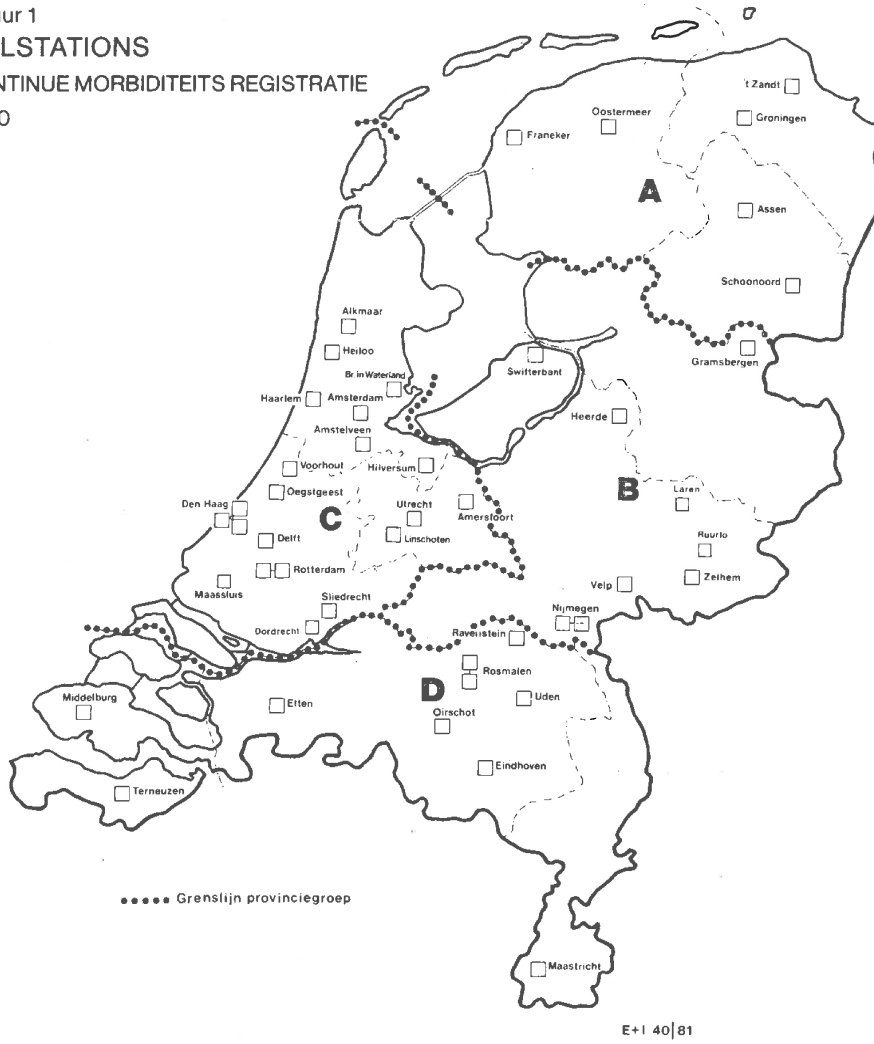 uur 1
LSTATIONS
NTINUE MORBIDITEITS REGISTRATIE
0
't Zandt
Oostermeer
Groningen
Franeker
A
Assen
Schoonoord
Alkmaar
Heiloo
Gramsbergen
Swifterbant
Br. in Waterland
Haarlem
Amsterdam
Heerde
Amstelveen
Voorhout
Hilversum
B
Laren
Oegstgeest
Den Haag
C
Utrecht
Amersfoort
Delft
Linschoten
Ruurlo
Rotterdam
Zelhem
Maassluis
Velp
Sliedrecht
Nijmegen
Dordrecht
Ravenstein
Rosmalen
D
Middelburg
Etten
Uden
Oirschot
Eindhoven
Terneuzen
Grenslijn provinciegroep
Maastricht
E+I 40|81